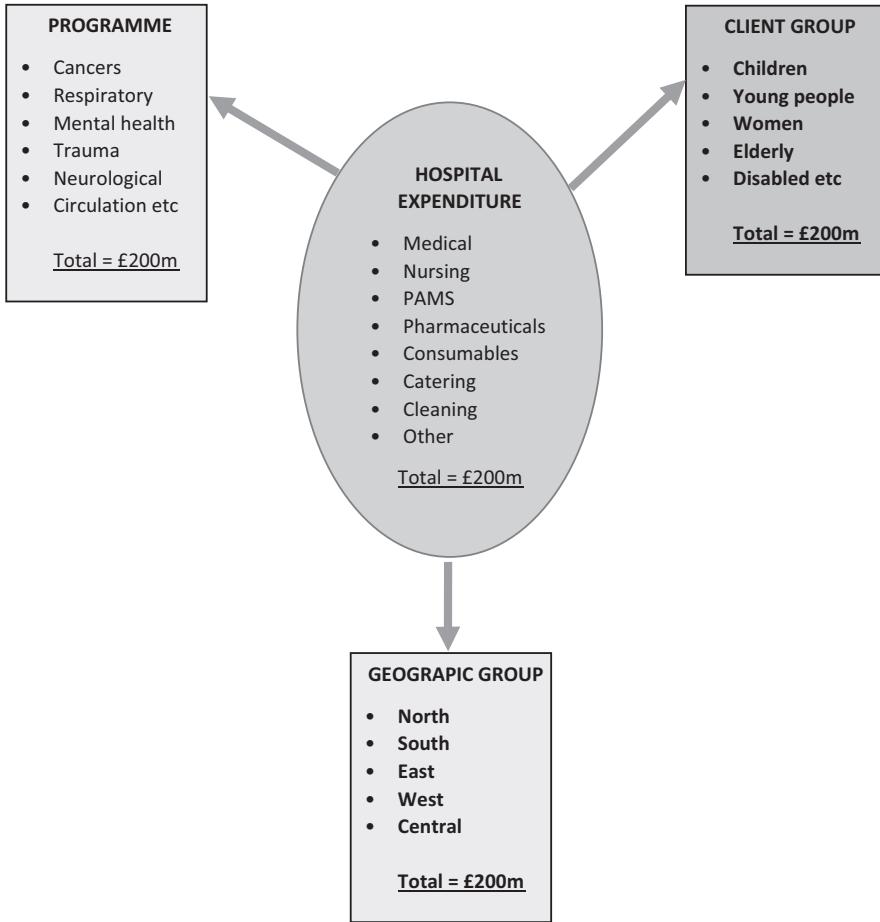 PROGRAMME
• Cancers
• Respiratory
• Mental health
• Trauma
• Neurological
• Circulation etc
Total = £200m
CLIENT GROUP
• Children
• Young people
• Women
• Elderly
• Disabled etc
Total = £200m
HOSPITAL
EXPENDITURE
• Medical
• Nursing
• PAMS
• Pharmaceuticals
• Consumables
• Catering
• Cleaning
• Other
Total = £200m
GEOGRAPIC GROUP
• North
• South
• East
• West
• Central
Total = £200m